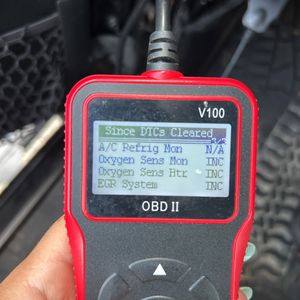 V100
Since DTCs Cleared
A/C Refrig Mon N/A
Oxygen Sens Mon INC
Oxygen Sens Htr INC
EGR System INC
OBD II